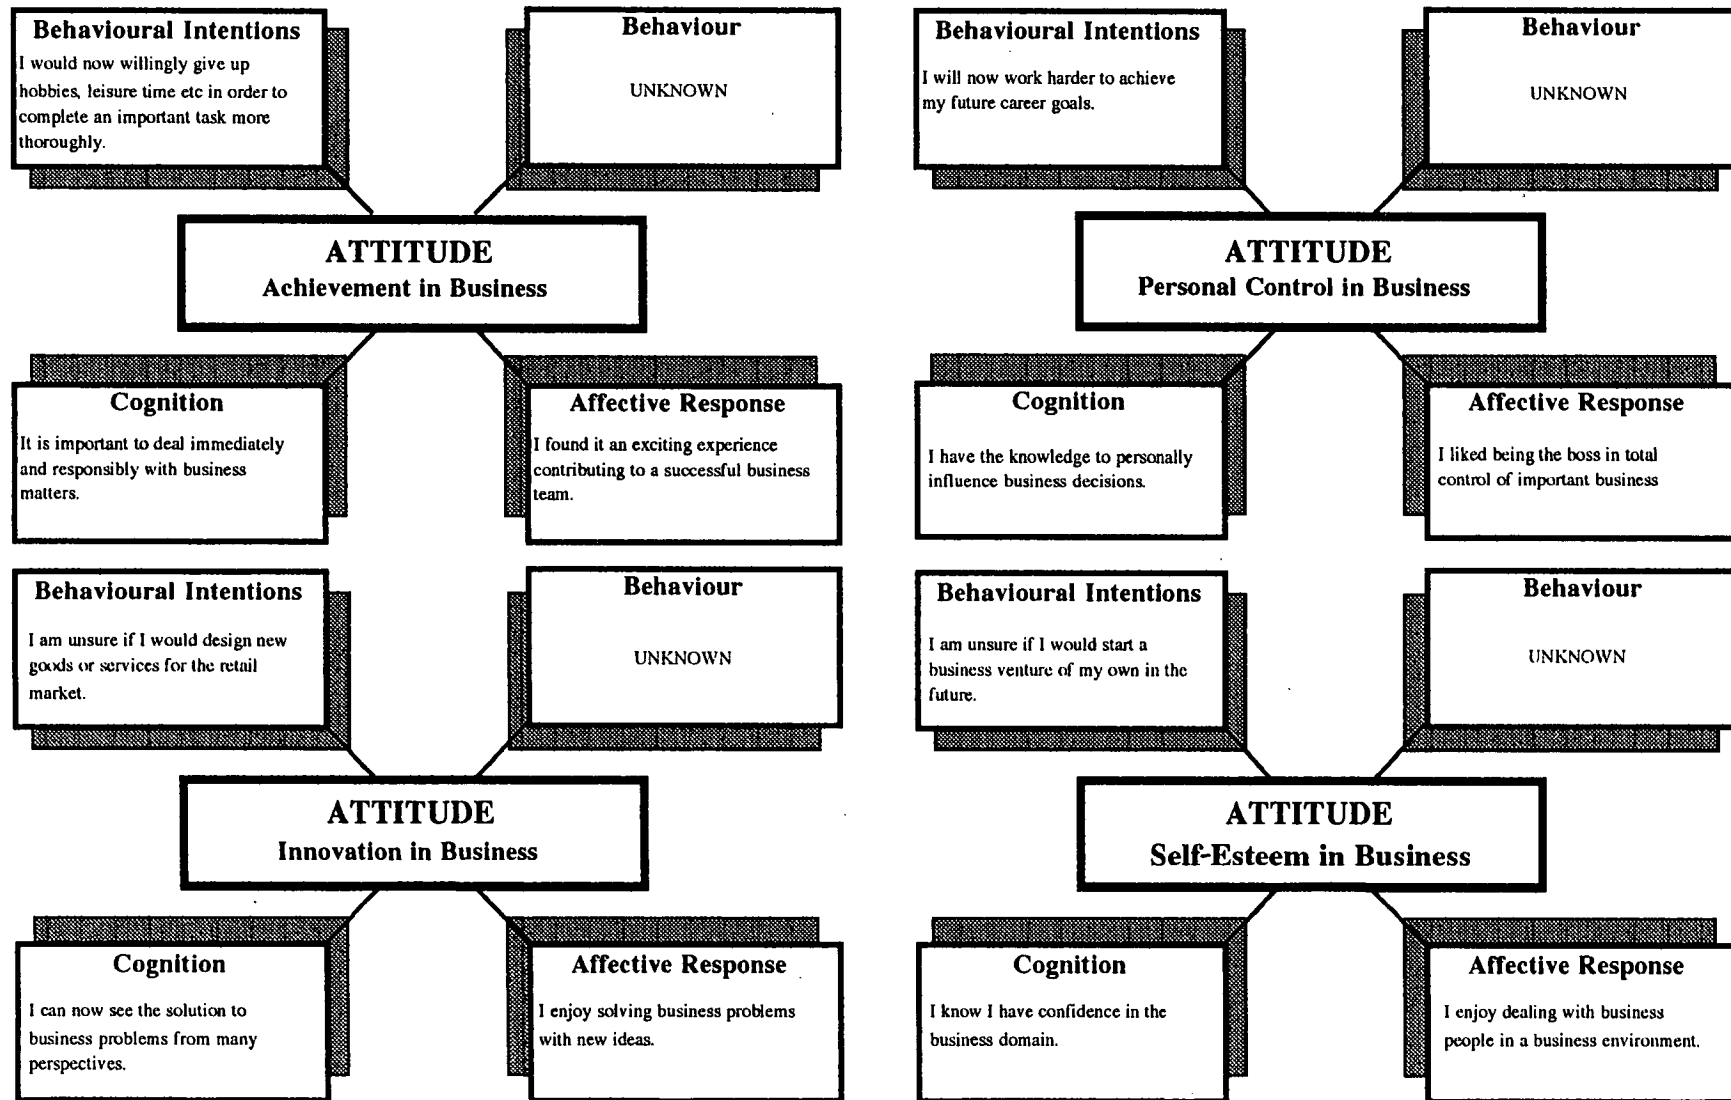 Behavioural Intentions
I would now willingly give up
hobbies, leisure time etc in order to
complete an important task more
thoroughly.
Behaviour
UNKNOWN
ATTITUDE
Achievement in Business
Cognition
It is important to deal immediately
and responsibly with business
matters.
Affective Response
I found it an exciting experience
contributing to a successful business
team.
Behavioural Intentions
I will now work harder to achieve
my future career goals.
Behaviour
UNKNOWN
ATTITUDE
Personal Control in Business
Cognition
I have the knowledge to personally
influence business decisions.
Affective Response
I liked being the boss in total
control of important business
Behavioural Intentions
I am unsure if I would design new
goods or services for the retail
market.
Behaviour
UNKNOWN
ATTITUDE
Innovation in Business
Cognition
I can now see the solution to
business problems from many
perspectives.
Affective Response
I enjoy solving business problems
with new ideas.
Behavioural Intentions
I am unsure if I would start a
business venture of my own in the
future.
Behaviour
UNKNOWN
ATTITUDE
Self-Esteem in Business
Cognition
I know I have confidence in the
business domain.
Affective Response
I enjoy dealing with business
people in a business environment.